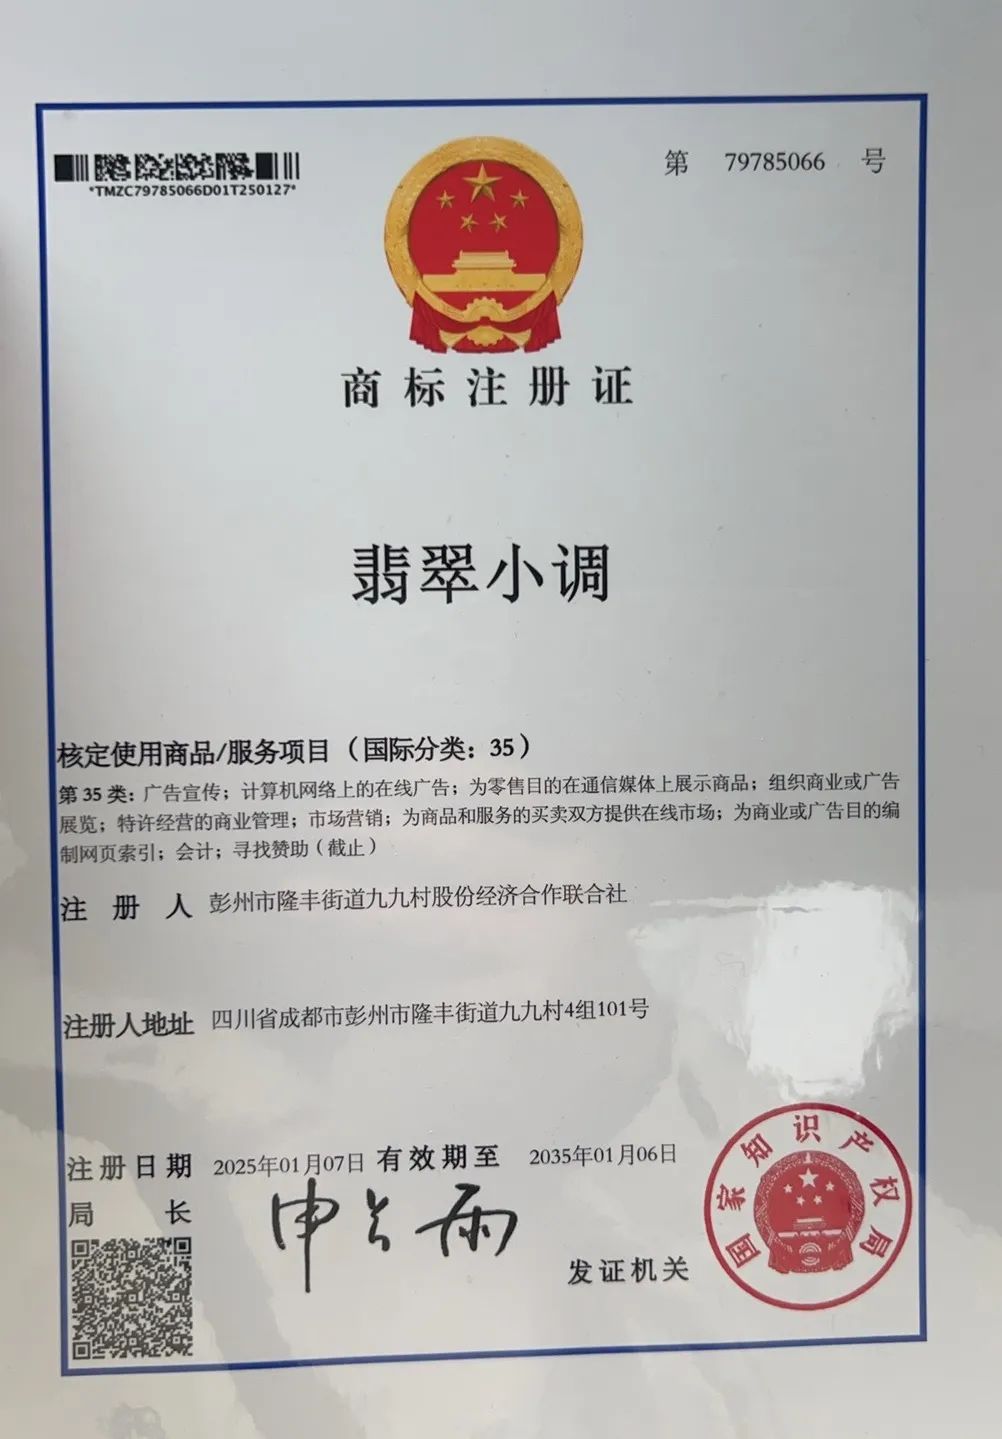 *TMZC79785066D01T250127*
第 79785066 号
商标注册证
翡翠小调
核定使用商品/服务项目（国际分类：35）
第 35 类：广告宣传；计算机网络上的在线广告；为零售目的在通信媒体上展示商品；组织商业或广告
展览；特许经营的商业管理；市场营销；为商品和服务的买卖双方提供在线市场；为商业或广告目的编
制网页索引；会计；寻找赞助（截止）
注册人 彭州市隆丰街道九九村股份经济合作联合社
注册人地址 四川省成都市彭州市隆丰街道九九村4组101号
注册日期 2025年01月07日 有效期至 2035年01月06日
局长 申长雨
发证机关
国家知识产权局